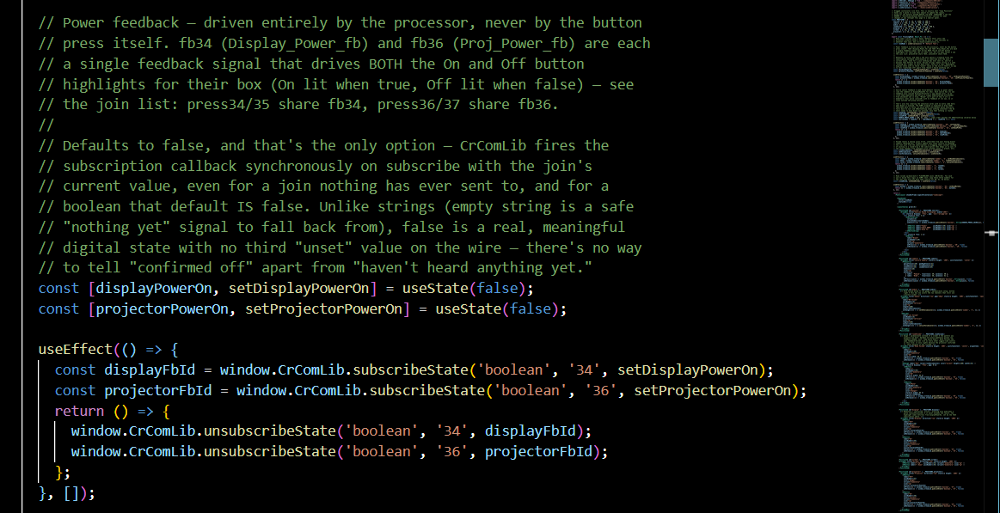 // Power feedback — driven entirely by the processor, never by the button
// press itself. fb34 (Display_Power_fb) and fb36 (Proj_Power_fb) are each
// a single feedback signal that drives BOTH the On and Off button
// highlights for their box (On lit when true, Off lit when false) — see
// the join list: press34/35 share fb34, press36/37 share fb36.
//
// Defaults to false, and that's the only option — CrComLib fires the
// subscription callback synchronously on subscribe with the join's
// current value, even for a join nothing has ever sent to, and for a
// boolean that default IS false. Unlike strings (empty string is a safe
// "nothing yet" signal to fall back from), false is a real, meaningful
// digital state with no third "unset" value on the wire — there's no way
// to tell "confirmed off" apart from "haven't heard anything yet."
const [displayPowerOn, setDisplayPowerOn] = useState(false);
const [projectorPowerOn, setProjectorPowerOn] = useState(false);
useEffect(() => {
const displayFbId = window.CrComLib.subscribeState('boolean', '34', setDisplayPowerOn);
const projectorFbId = window.CrComLib.subscribeState('boolean', '36', setProjectorPowerOn);
return () => {
window.CrComLib.unsubscribeState('boolean', '34', displayFbId);
window.CrComLib.unsubscribeState('boolean', '36', projectorFbId);
};
}, []);